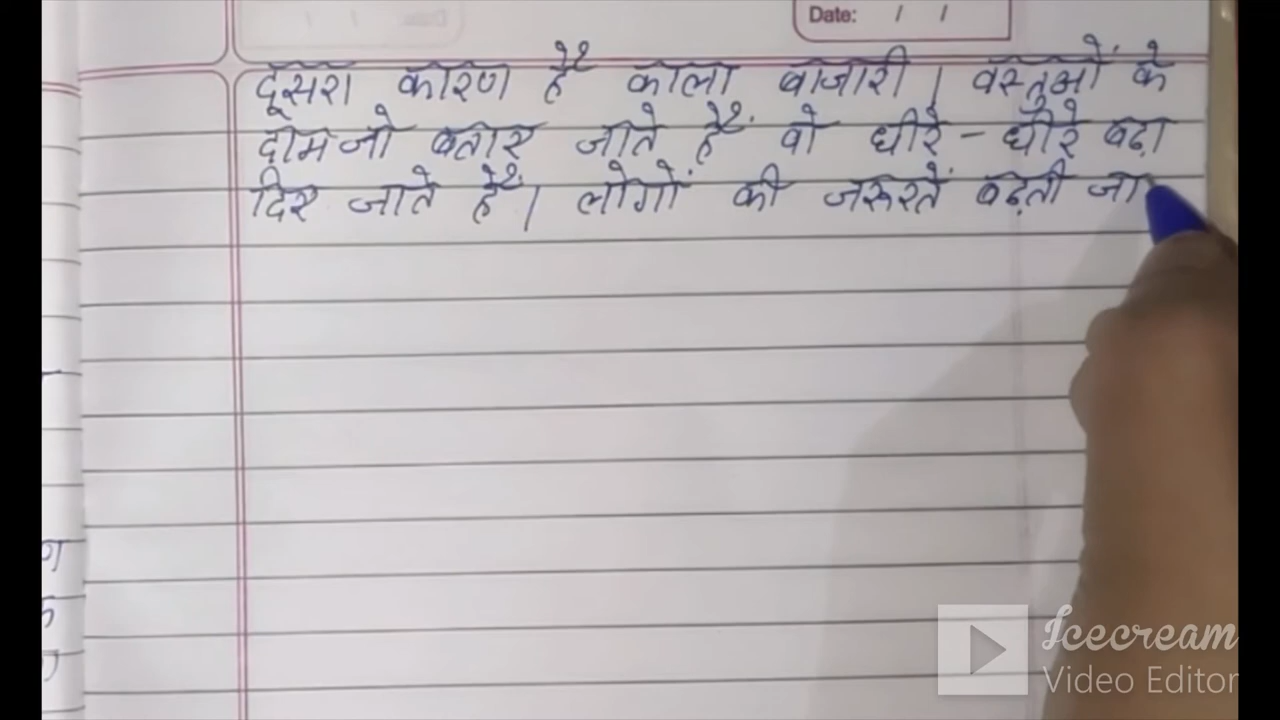 Date: / /
दूसरा कारण है काला बाजारी। वस्तुओं के
दाम जो बताए जाते हैं वो धीरे - धीरे बढ़ा
दिए जाते हैं। लोगों की जरूरतें बढ़ती जा
Icecream
Video Editor